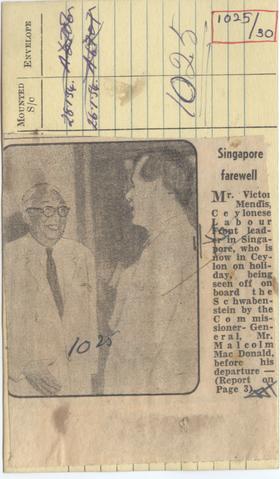 1025/30
ENVELOPE
MOUNTED
S/C
1025
Singapore
farewell
Mr. Victor
Mendis,
Ceylonese
Labour
Front lead-
er in Singa-
pore, who is
now in Cey-
lon on holi-
day, being
seen off on
board the
Schwaben-
stein by the
Commis-
sioner-Gen-
eral, Mr.
Malcolm
Mac Donald,
before his
departure —
(Report on
Page 3)
1025